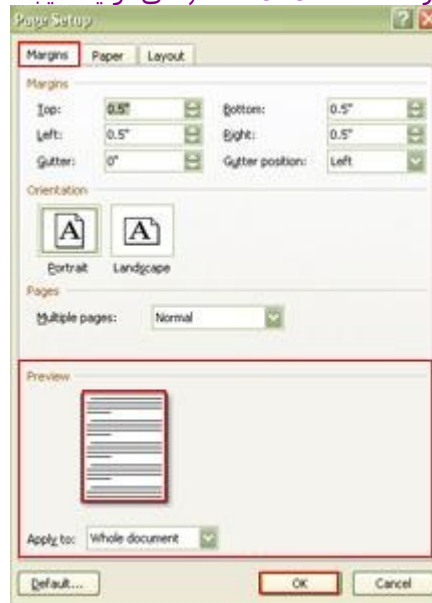 Page Setup
Margins Paper Layout
Margins
Top: 0.5" Bottom: 0.5"
Left: 0.5" Right: 0.5"
Gutter: 0" Gutter position: Left
Orientation
A A
Portrait Landscape
Pages
Multiple pages: Normal
Preview
Apply to: Whole document
Default... OK Cancel